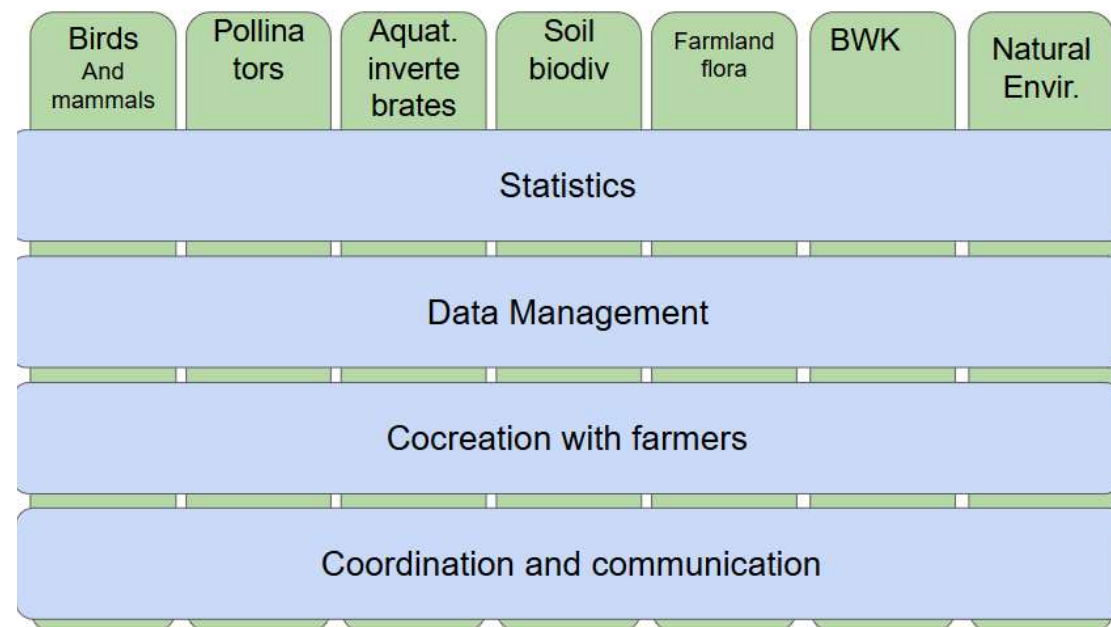 Birds
And
mammals
Pollina
tors
Aquat.
inverte
brates
Soil
biodiv
Farmland
flora
BWK
Natural
Envir.
Statistics
Data Management
Cocreation with farmers
Coordination and communication